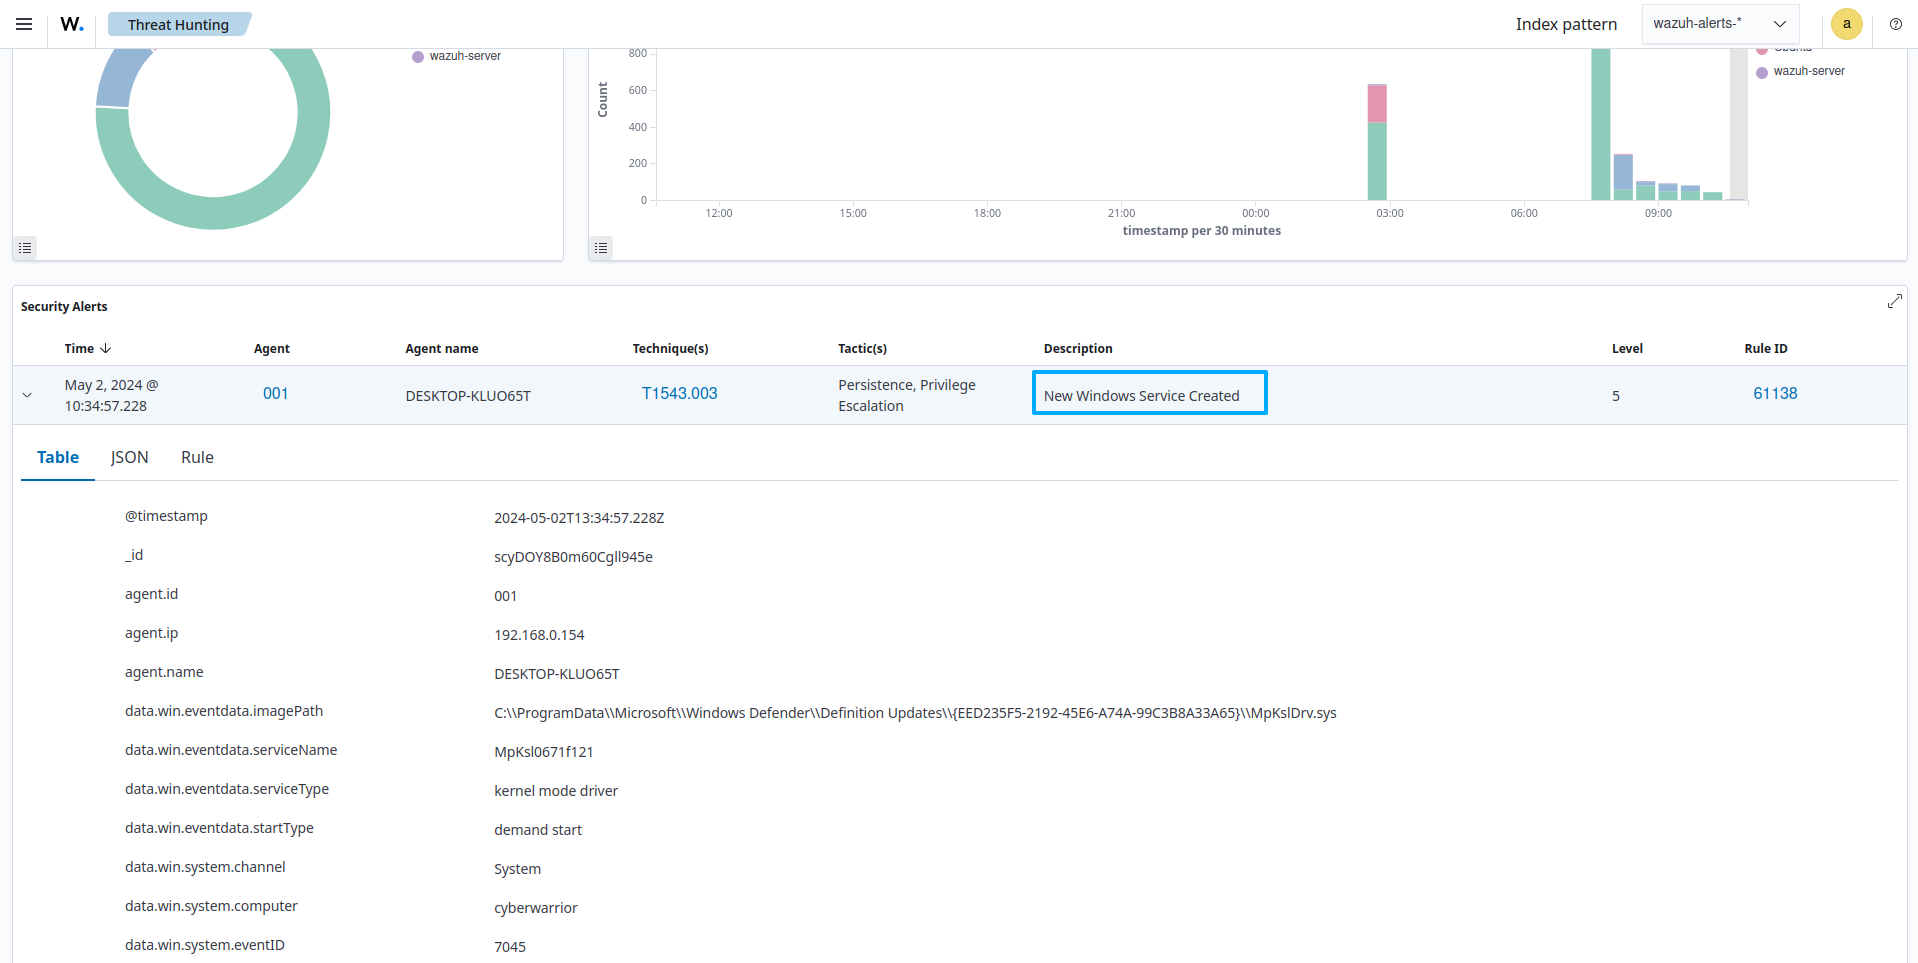 W.
Threat Hunting
Index pattern
wazuh-alerts-*
a
wazuh-server
Count
800
600
400
200
0
12:00
15:00
18:00
21:00
00:00
03:00
06:00
09:00
timestamp per 30 minutes
wazuh-server
Security Alerts
Time Agent Agent name Technique(s) Tactic(s) Description Level Rule ID
May 2, 2024 @
10:34:57.228
001
DESKTOP-KLUO65T
T1543.003
Persistence, Privilege
Escalation
New Windows Service Created
5
61138
Table JSON Rule
@timestamp 2024-05-02T13:34:57.228Z
_id scyDOY8B0m60Cgll945e
agent.id 001
agent.ip 192.168.0.154
agent.name DESKTOP-KLUO65T
data.win.eventdata.imagePath C:\\ProgramData\\Microsoft\\Windows Defender\\Definition Updates\\{EED235F5-2192-45E6-A74A-99C3B8A33A65}\\MpKslDrv.sys
data.win.eventdata.serviceName MpKsl0671f121
data.win.eventdata.serviceType kernel mode driver
data.win.eventdata.startType demand start
data.win.system.channel System
data.win.system.computer cyberwarrior
data.win.system.eventID 7045